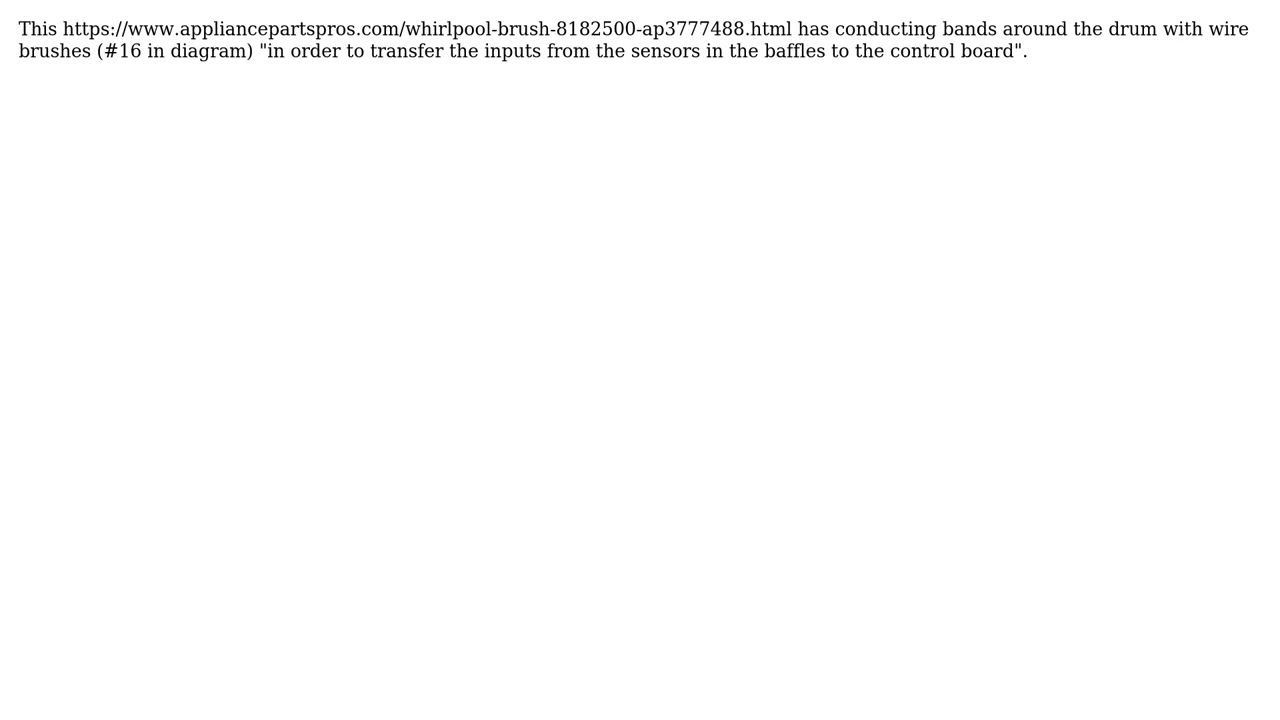 This https://www.appliancepartspros.com/whirlpool-brush-8182500-ap3777488.html has conducting bands around the drum with wire
brushes (#16 in diagram) "in order to transfer the inputs from the sensors in the baffles to the control board".